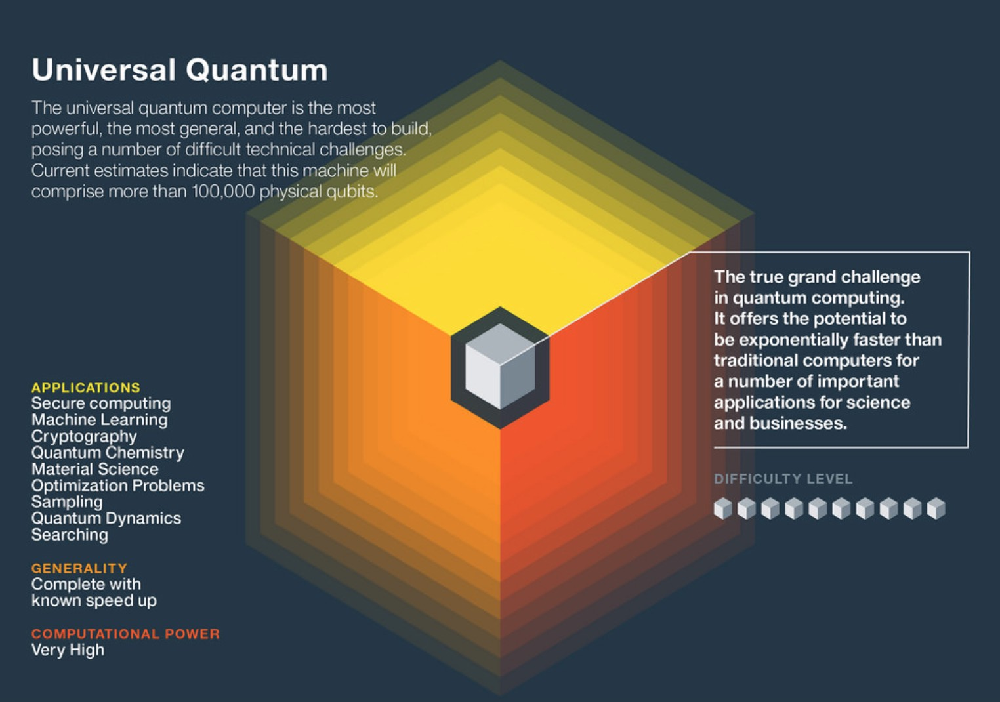 Universal Quantum
The universal quantum computer is the most
powerful, the most general, and the hardest to build,
posing a number of difficult technical challenges.
Current estimates indicate that this machine will
comprise more than 100,000 physical qubits.
The true grand challenge
in quantum computing.
It offers the potential to
be exponentially faster than
traditional computers for
a number of important
applications for science
and businesses.
DIFFICULTY LEVEL
APPLICATIONS
Secure computing
Machine Learning
Cryptography
Quantum Chemistry
Material Science
Optimization Problems
Sampling
Quantum Dynamics
Searching
GENERALITY
Complete with
known speed up
COMPUTATIONAL POWER
Very High